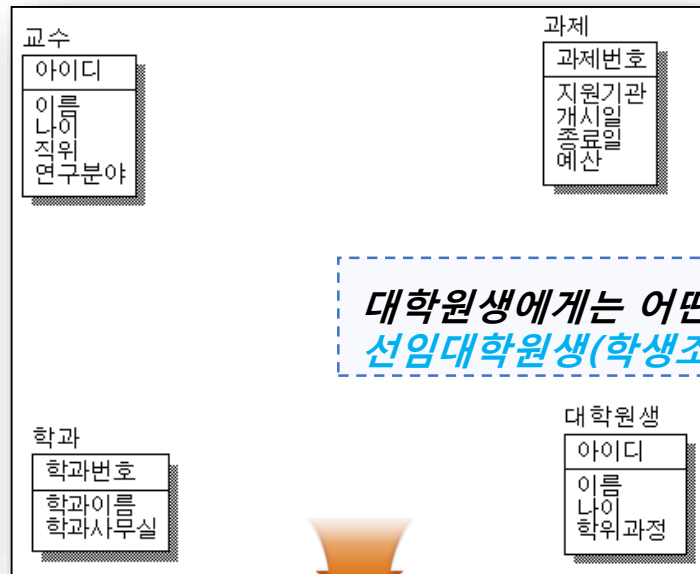 교수
아이디
이름
나이
직위
연구분야
과제
과제번호
지원기관
개시일
종료일
예산
대학원생에게는
선임대학원생(학생조
학과
학과번호
학과이름
학과사무실
대학원생
아이디
이름
나이
학위과정